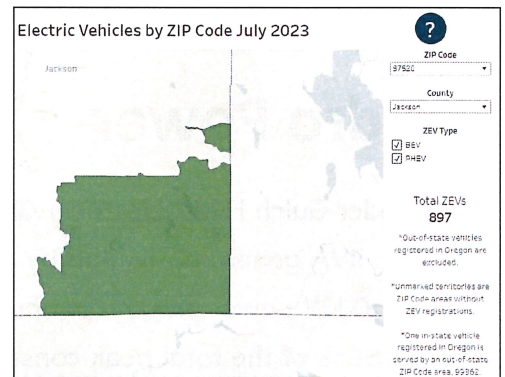 Electric Vehicles by ZIP Code July 2023
?
Jackson
ZIP Code
97520
County
Jackson
ZEV Type
BEV
PHEV
Total ZEVs
897
*Out-of-state vehicles
registered in Oregon are
excluded.
*Unmarked territories are
ZIP Code areas without
ZEV registrations.
*One in-state vehicle
registered in Oregon is
served by an out-of-state
ZIP Code area, 99362.